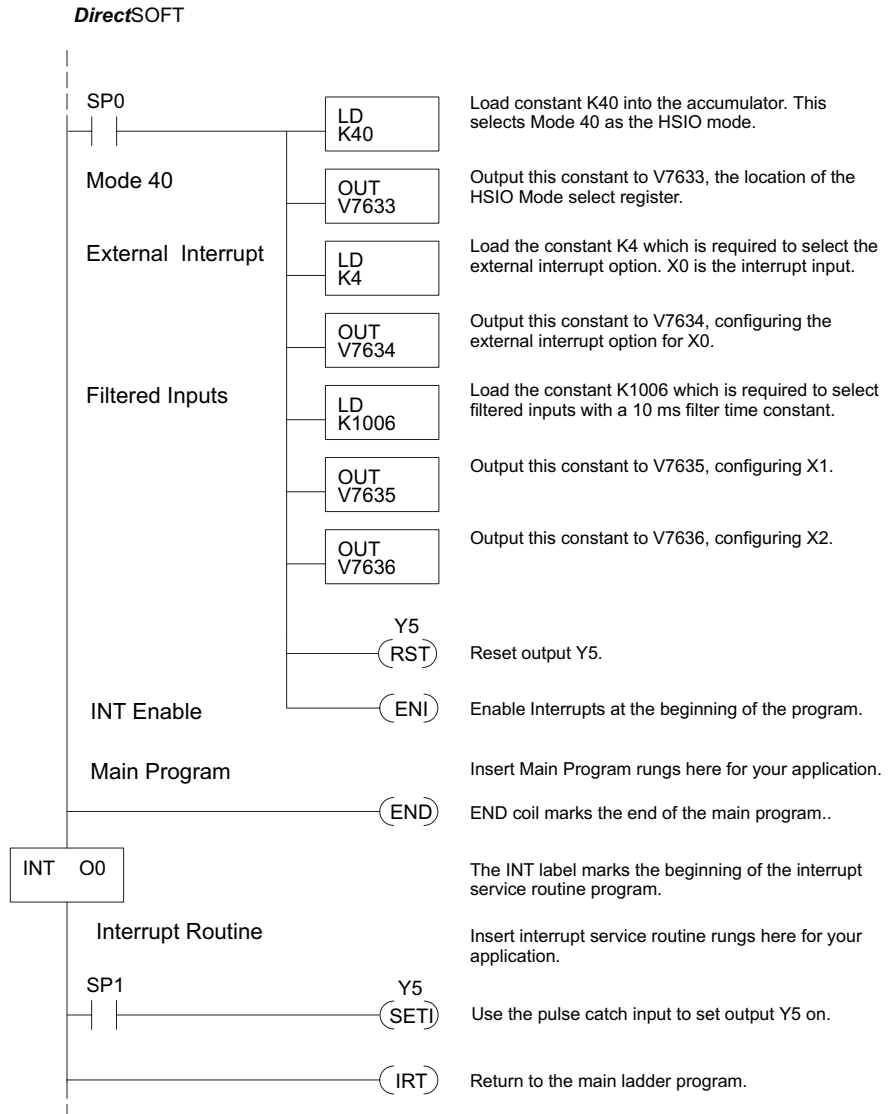 DirectSOFT
SP0
LD
K40
Load constant K40 into the accumulator. This
selects Mode 40 as the HSIO mode.
Mode 40
OUT
V7633
Output this constant to V7633, the location of the
HSIO Mode select register.
External Interrupt
LD
K4
Load the constant K4 which is required to select the
external interrupt option. X0 is the interrupt input.
OUT
V7634
Output this constant to V7634, configuring the
external interrupt option for X0.
Filtered Inputs
LD
K1006
Load the constant K1006 which is required to select
filtered inputs with a 10 ms filter time constant.
OUT
V7635
Output this constant to V7635, configuring X1.
OUT
V7636
Output this constant to V7636, configuring X2.
Y5
RST
Reset output Y5.
INT Enable
ENI
Enable Interrupts at the beginning of the program.
Main Program
Insert Main Program rungs here for your application.
END
END coil marks the end of the main program..
INT O0
The INT label marks the beginning of the interrupt
service routine program.
Interrupt Routine
Insert interrupt service routine rungs here for your
application.
SP1
Y5
SETI
Use the pulse catch input to set output Y5 on.
IRT
Return to the main ladder program.